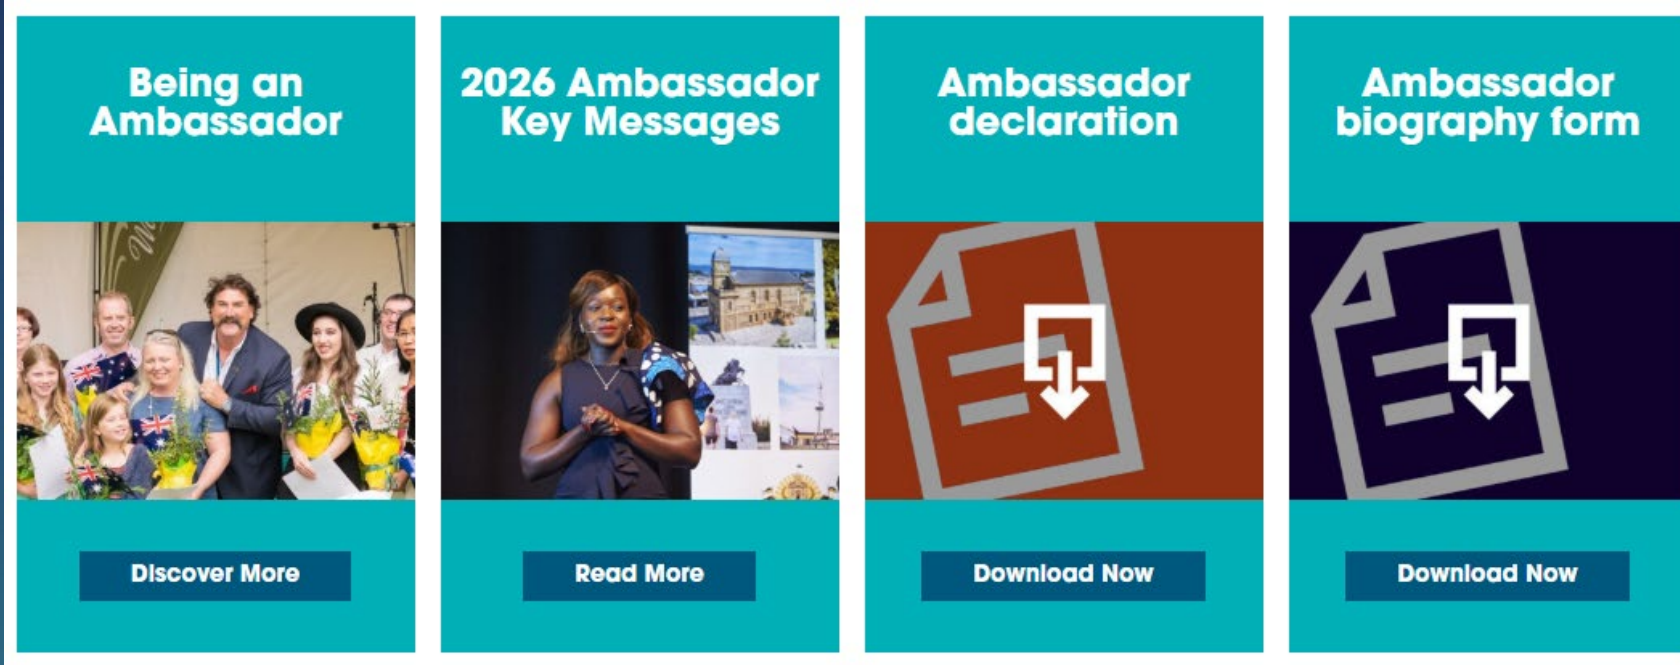 Being an
Ambassador
Discover More
2026 Ambassador
Key Messages
Read More
Ambassador
declaration
Download Now
Ambassador
biography form
Download Now